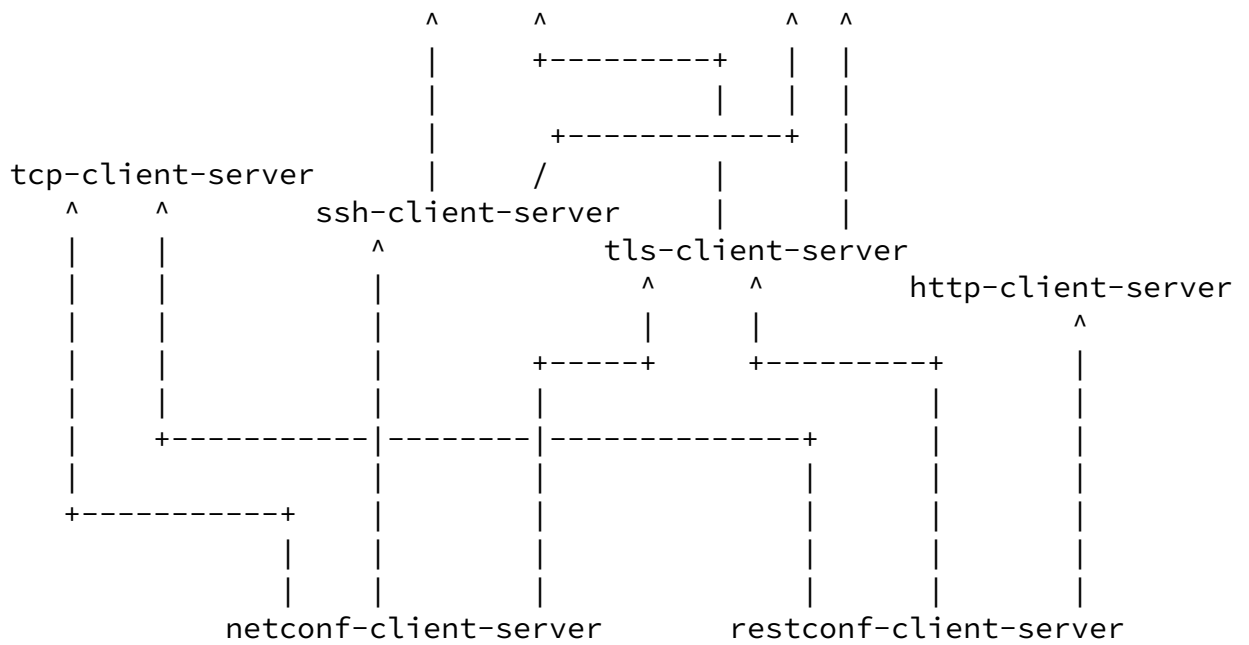 tcp-client-server
ssh-client-server
tls-client-server
http-client-server
netconf-client-server restconf-client-server